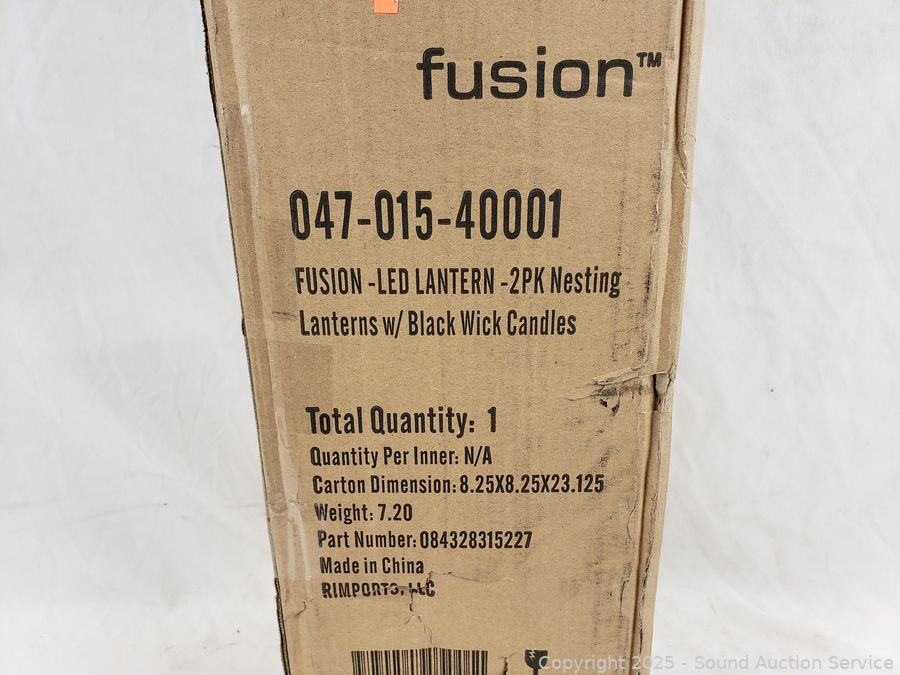 fusion™
047-015-40001
FUSION -LED LANTERN -2PK Nesting
Lanterns w/ Black Wick Candles
Total Quantity: 1
Quantity Per Inner: N/A
Carton Dimension: 8.25X8.25X23.125
Weight: 7.20
Part Number: 084328315227
Made in China
RIMPORTS, LLC
Copyright 2025 - Sound Auction Service